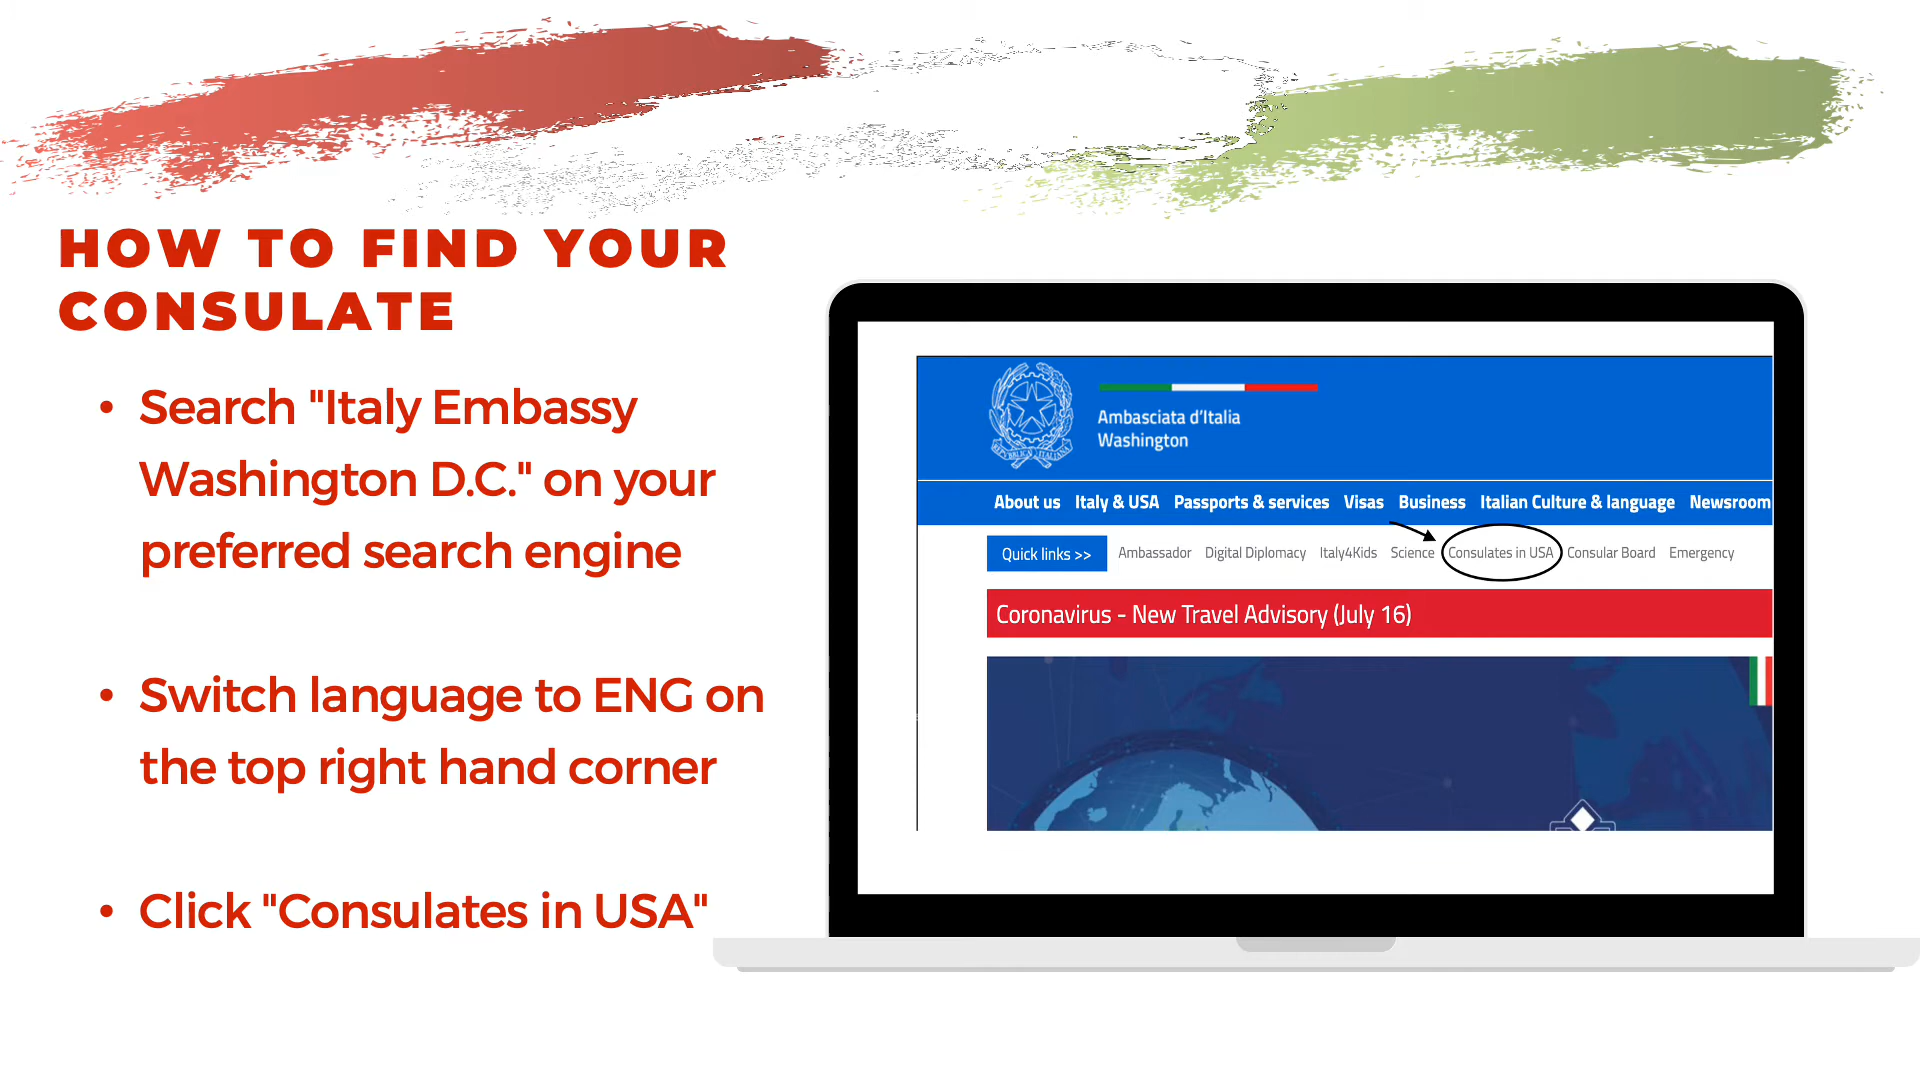 HOW TO FIND YOUR
CONSULATE
• Search "Italy Embassy
Washington D.C." on your
preferred search engine
• Switch language to ENG on
the top right hand corner
• Click "Consulates in USA"
Ambasciata d'Italia
Washington
About us Italy & USA Passports & services Visas Business Italian Culture & language Newsroom
Quick links >> Ambassador Digital Diplomacy Italy4Kids Science Consulates in USA Consular Board Emergency
Coronavirus - New Travel Advisory (July 16)